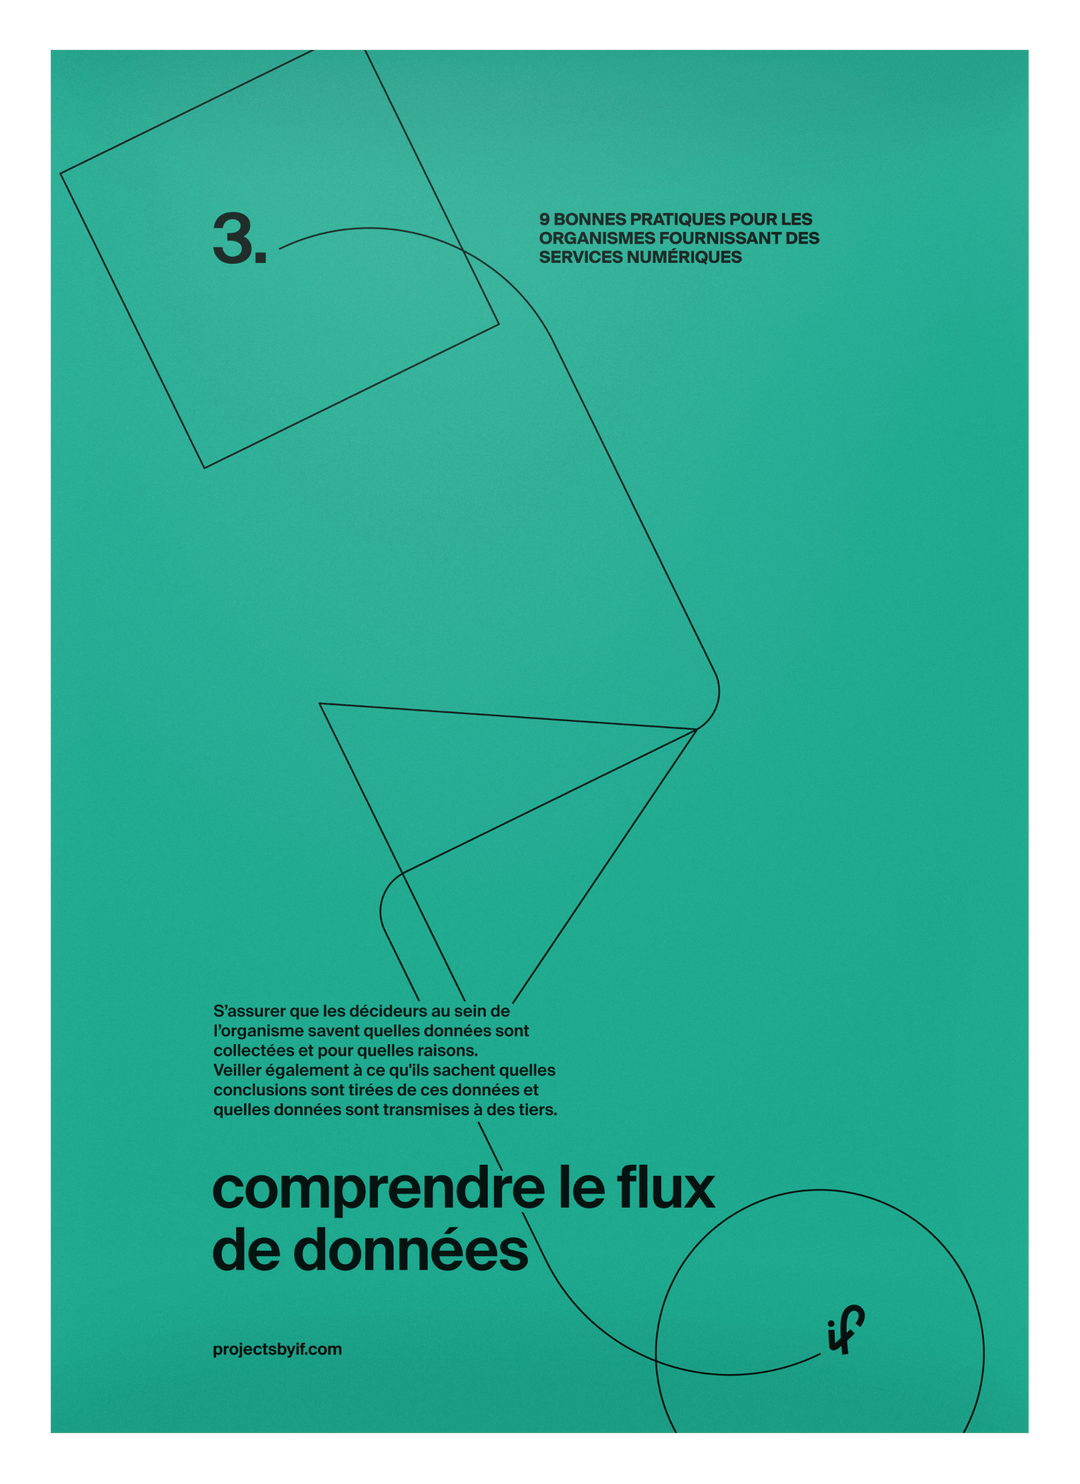 3.
9 BONNES PRATIQUES POUR LES
ORGANISMES FOURNISSANT DES
SERVICES NUMÉRIQUES
S’assurer que les décideurs au sein de
l’organisme savent quelles données sont
collectées et pour quelles raisons.
Veiller également à ce qu'ils sachent quelles
conclusions sont tirées de ces données et
quelles données sont transmises à des tiers.
comprendre le flux
de données
projectsbyif.com
if